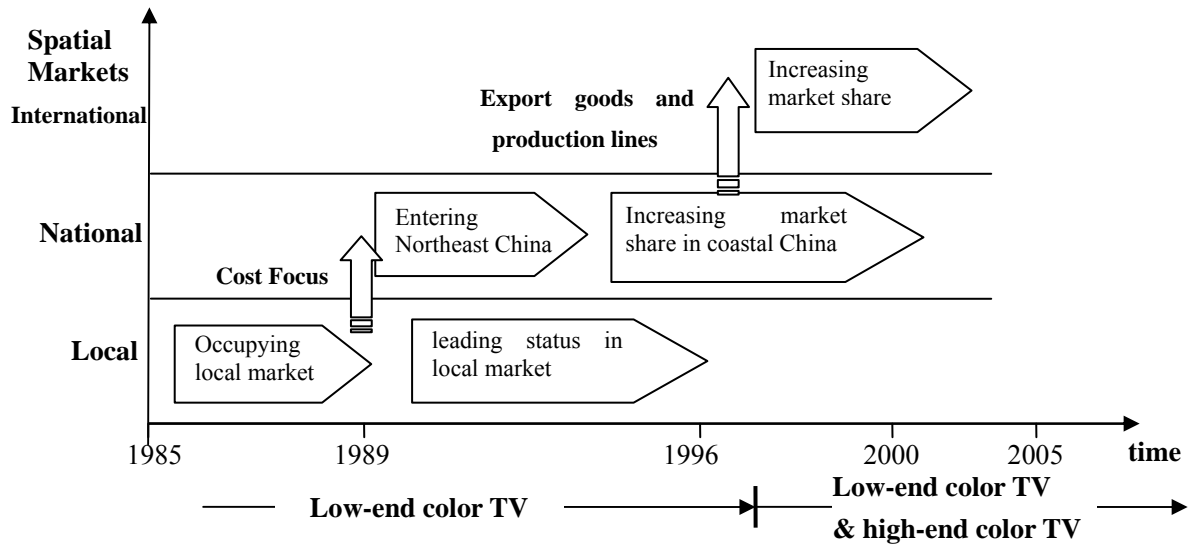 Spatial
Markets
International
Export goods and
production lines
Increasing
market share
National
Entering
Northeast China
Increasing market
share in coastal China
Cost Focus
Local
Occupying
local market
leading status in
local market
1985
1989
1996
2000
2005
time
Low-end color TV
Low-end color TV
& high-end color TV